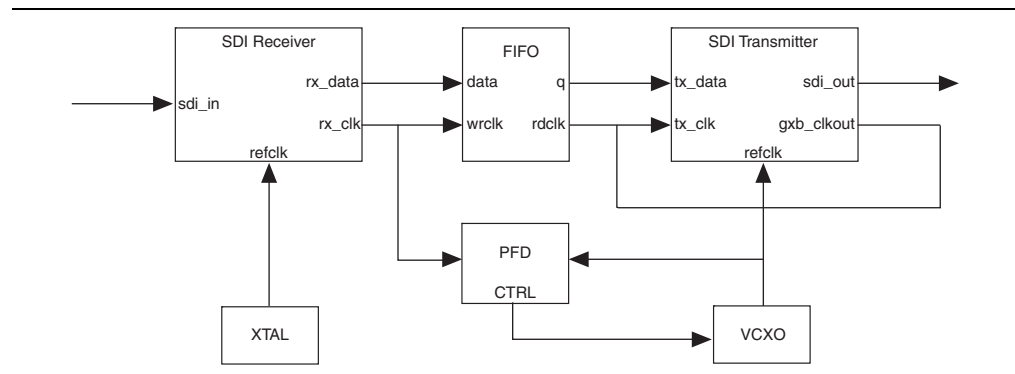 SDI Receiver
rx_data
sdi_in
rx_clk
refclk
FIFO
data
q
wrclk
rdclk
SDI Transmitter
tx_data
sdi_out
tx_clk
gxb_clkout
refclk
PFD
CTRL
XTAL
VCXO